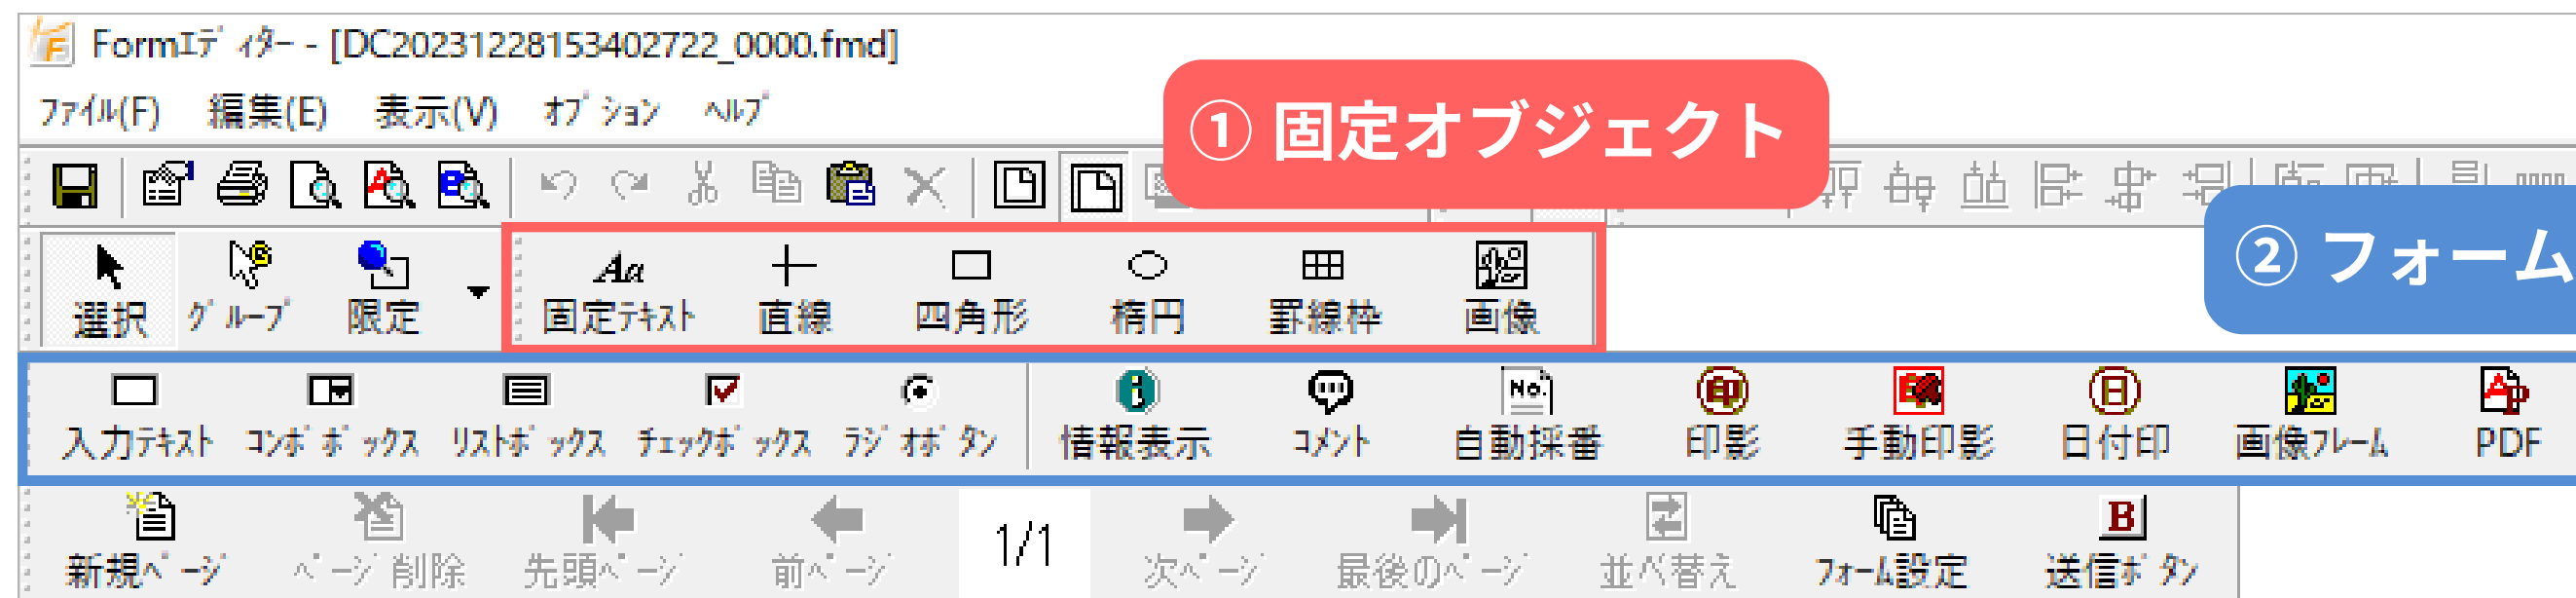 Formｴﾃﾞｨﾀｰ - [DC20231228153402722_0000.fmd]
ﾌｧｲﾙ(F) 編集(E) 表示(V) ｵﾌﾟｼｮﾝ ﾍﾙﾌﾟ
① 固定オブジェクト
② フォーム
選択 ｸﾞﾙｰﾌﾟ 限定 Aa 固定ﾃｷｽﾄ 直線 四角形 楕円 罫線枠 画像
No.
入力ﾃｷｽﾄ ｺﾝﾎﾞﾎﾞｯｸｽ ﾘｽﾄﾎﾞｯｸｽ ﾁｪｯｸﾎﾞｯｸｽ ﾗｼﾞｵﾎﾞﾀﾝ 情報表示 ｺﾒﾝﾄ 自動採番 印影 手動印影 日付印 画像ﾌﾚｰﾑ PDF
1/1 B
新規ﾍﾟｰｼﾞ ﾍﾟｰｼﾞ削除 先頭ﾍﾟｰｼﾞ 前ﾍﾟｰｼﾞ 次ﾍﾟｰｼﾞ 最後のﾍﾟｰｼﾞ 並べ替え ﾌｫｰﾑ設定 送信ﾎﾞﾀﾝ